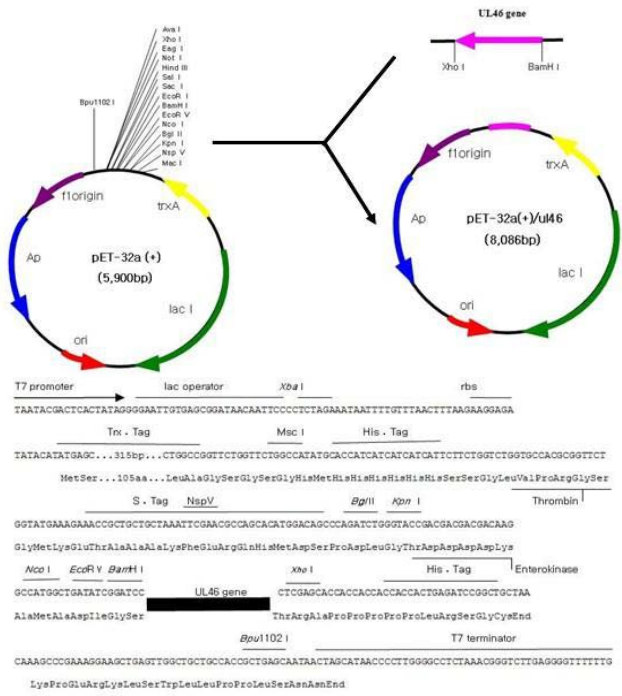 UL46 gene
Xho I
BamH I
Ava I
Xho I
Eag I
Not I
Hind III
Sal I
Sac I
EcoR I
BamH I
EcoR V
Nco I
Bgl II
Kpn I
Nsp V
Msc I
Bpu1102 I
f1origin
trxA
Ap
pET-32a (+)
(5,900bp)
lac I
ori
f1origin
trxA
Ap
pET-32a(+)/ul46
(8,086bp)
lac I
ori
T7 promoter lac operator Xba I rbs
TAATACGACTCACTATAGGGGAATTGTGAGCGGATAACAATTCCCCTCTAGAAATAATTTTGTTTAACTTTAAGAAGGAGA
Trx.Tag Msc I His.Tag
TATACATATGAG C...315bp...CTGGCCGGTTCTGGTTCTGGCCATATGCACCATCATCATCATCATTCTTCTGGTCTGGTGCCACGCGGTTCT
MetSer...105aa...LeuAlaGlySerGlySerGlyHisMetHisHisHisHisHisHisSerSerGlyLeuValProArgGlySer
S.Tag NspV BglII Kpn I Thrombin
GGTATGAAAGAAACCGCTGCTGCTAAATTCGAACGCCAGCACATGGACAGCCCAGATCTGGGTACCGACGACGACGACAAG
GlyMetLysGluThrAlaAlaAlaLysPheGluArgGlnHisMetAspSerProAspLeuGlyThrAspAspAspAspLys
Nco I EcoR V BamH I UL46 gene Xho I His.Tag Enterokinase
GCCATGGCTGATATCGGATCC CTCGAGCACCACCACCACCACCACTGAGATCCGGCTGCTAA
AlaMetAlaAspIleGlySer ThrArgAlaProProProProProLeuArgSerGlyCysEnd
Bpu1102 I T7 terminator
CAAAGCCCGAAAGGAAGCTGAGTTGGCTGCTGCCACCGCTGAGCAATAACTAGCATAACCCCTTGGGGCCTCTAAACGGGTCTTGAGGGGTTTTTTG
LysProGluArgLysLeuSerTrpLeuLeuProProLeuSerAsnAsnEnd